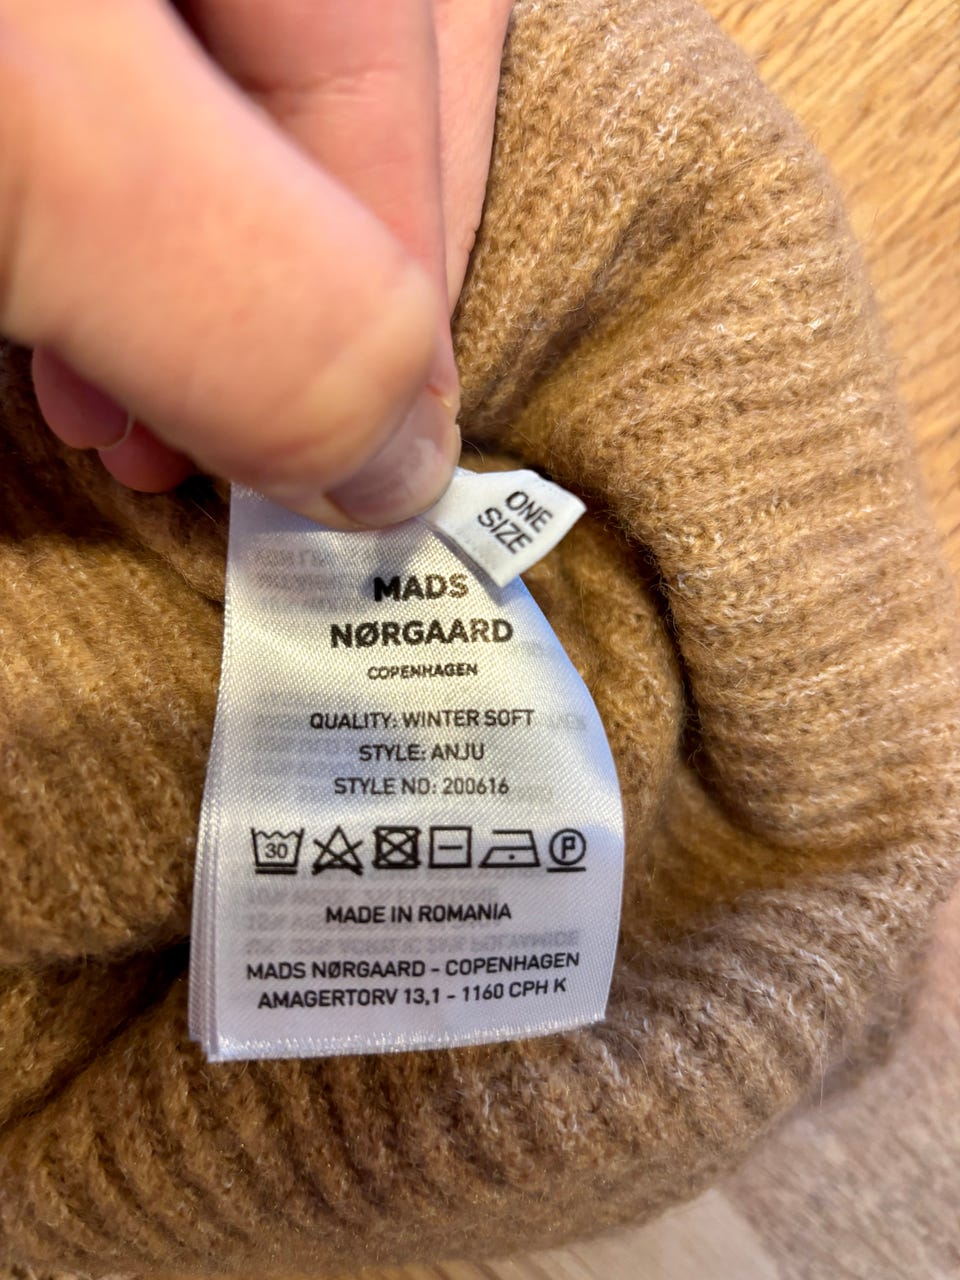 ONE
SIZE
MADS
NØRGAARD
COPENHAGEN
QUALITY: WINTER SOFT
STYLE: ANJU
STYLE NO: 200616
30
P
MADE IN ROMANIA
MADS NØRGAARD - COPENHAGEN
AMAGERTORV 13,1 - 1160 CPH K